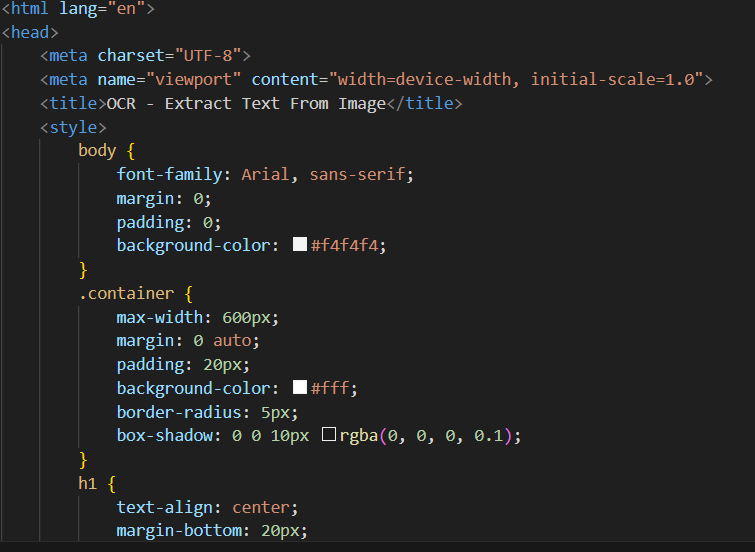 <html lang="en">
<head>
    <meta charset="UTF-8">
    <meta name="viewport" content="width=device-width, initial-scale=1.0">
    <title>OCR - Extract Text From Image</title>
    <style>
        body {
            font-family: Arial, sans-serif;
            margin: 0;
            padding: 0;
            background-color: #f4f4f4;
        }
        .container {
            max-width: 600px;
            margin: 0 auto;
            padding: 20px;
            background-color: #fff;
            border-radius: 5px;
            box-shadow: 0 0 10px rgba(0, 0, 0, 0.1);
        }
        h1 {
            text-align: center;
            margin-bottom: 20px;